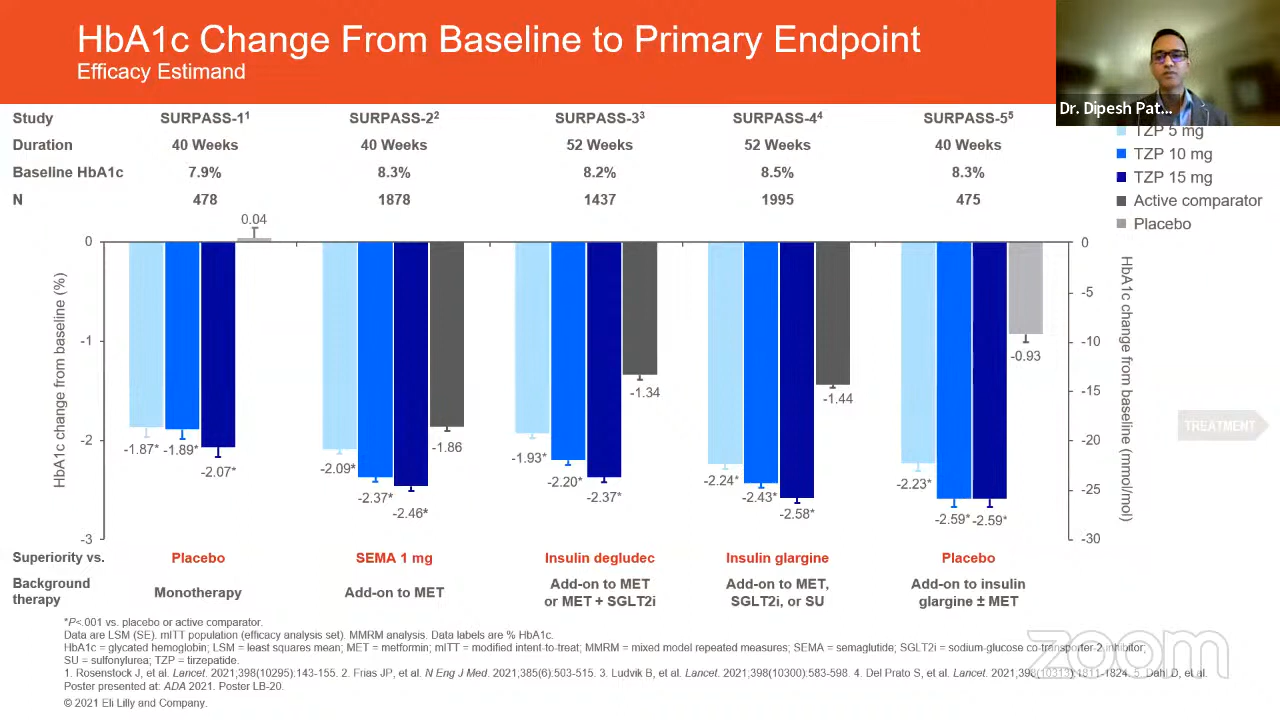 HbA1c Change From Baseline to Primary Endpoint
Efficacy Estimand
Dr. Dipesh Pat...
Study SURPASS-1¹ SURPASS-2² SURPASS-3³ SURPASS-4⁴ SURPASS-5⁵
Duration 40 Weeks 40 Weeks 52 Weeks 52 Weeks 40 Weeks
Baseline HbA1c 7.9% 8.3% 8.2% 8.5% 8.3%
N 478 1878 1437 1995 475
TZP 5 mg
TZP 10 mg
TZP 15 mg
Active comparator
Placebo
HbA1c change from baseline (%)
0
-1
-2
-3
0.04
-1.87* -1.89*
-2.07*
-2.09*
-2.37*
-2.46*
-1.86
-1.93*
-2.20*
-2.37*
-1.34
-2.24*
-2.43*
-2.58*
-1.44
-2.23*
-2.59* -2.59*
-0.93
0
-5
-10
-15
-20
-25
-30
HbA1c change from baseline (mmol/mol)
TREATMENT
Superiority vs. Placebo SEMA 1 mg Insulin degludec Insulin glargine Placebo
Background
therapy
Monotherapy
Add-on to MET
Add-on to MET
or MET + SGLT2i
Add-on to MET,
SGLT2i, or SU
Add-on to insulin
glargine ± MET
*P<.001 vs. placebo or active comparator.
Data are LSM (SE). mITT population (efficacy analysis set). MMRM analysis. Data labels are % HbA1c.
HbA1c = glycated hemoglobin; LSM = least squares mean; MET = metformin; mITT = modified intent-to-treat; MMRM = mixed model repeated measures; SEMA = semaglutide; SGLT2i = sodium-glucose co-transporter-2 inhibitor;
SU = sulfonylurea; TZP = tirzepatide.
1. Rosenstock J, et al. Lancet. 2021;398(10295):143-155. 2. Frias JP, et al. N Eng J Med. 2021;385(6):503-515. 3. Ludvik B, et al. Lancet. 2021;398(10300):583-598. 4. Del Prato S, et al. Lancet. 2021;398(10313):1811-1824. 5. Dahl D, et al.
Poster presented at: ADA 2021. Poster LB-20.
© 2021 Eli Lilly and Company.
zoom